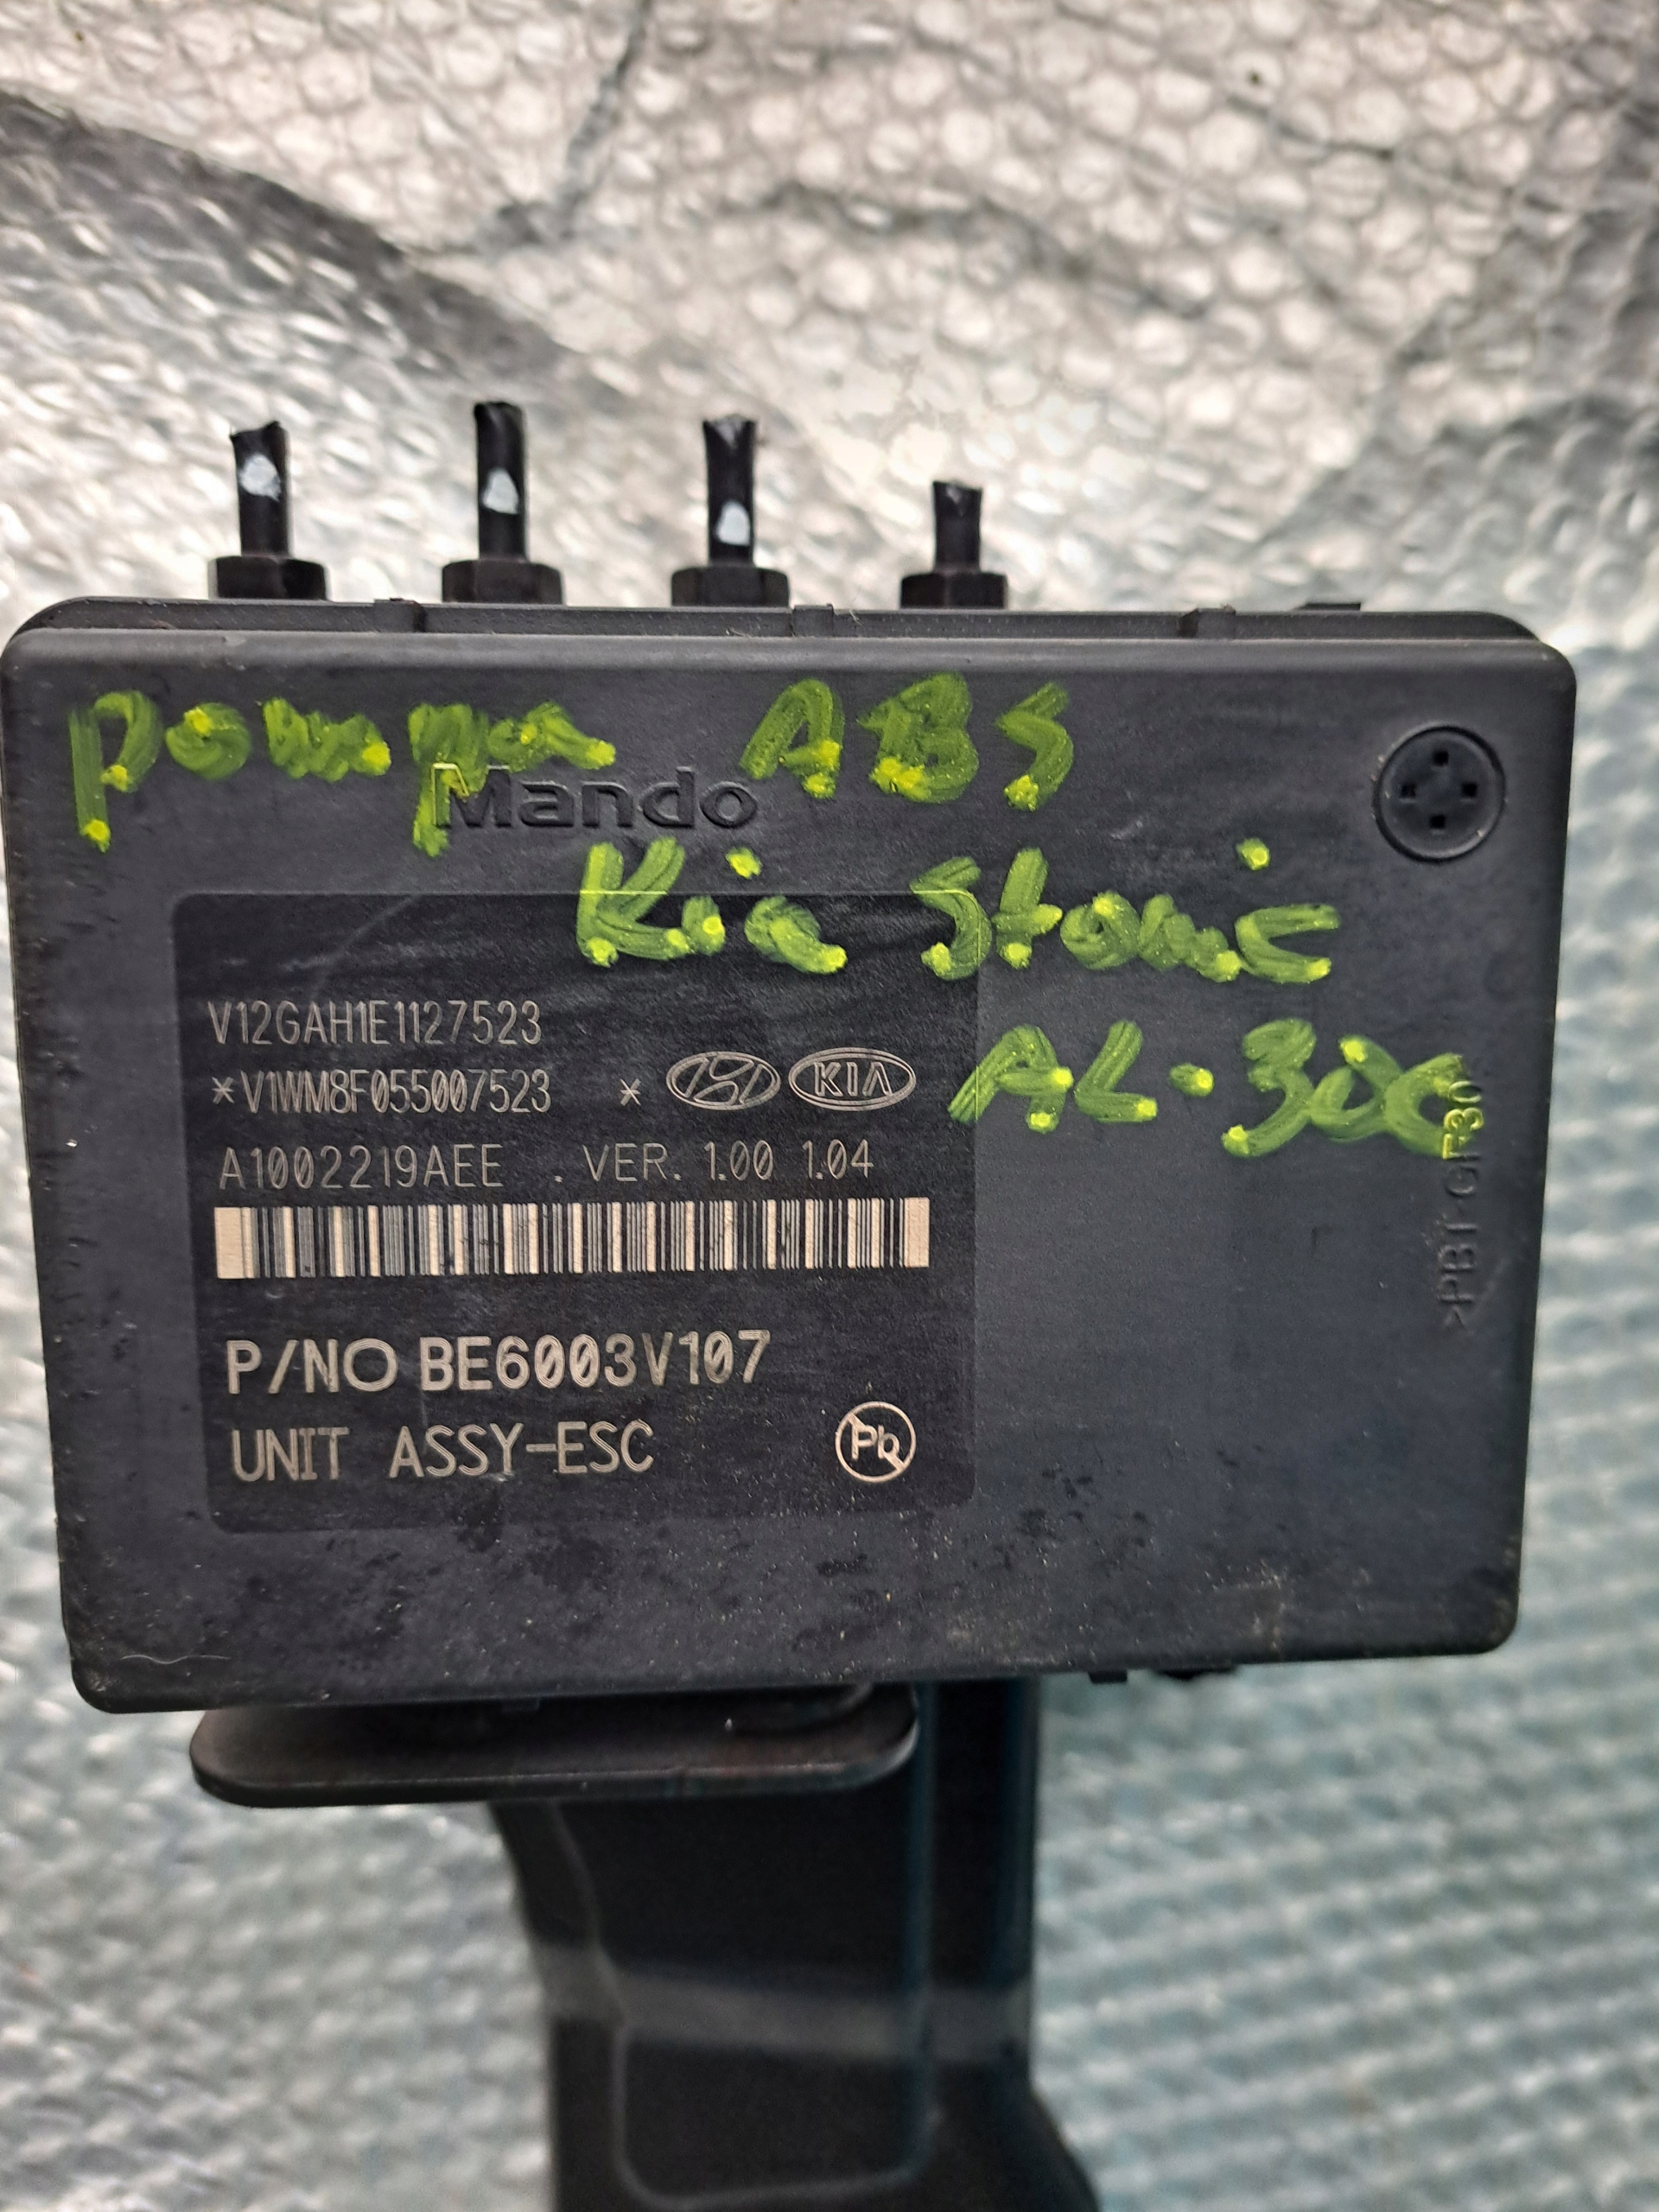 pompa ABS
Mando
Kia Stonic
V12GAH1E1127523
AL-300
*V1WM8F055007523 * KIA
A1002219AEE . VER. 1.00 1.04
P/NO BE6003V107
UNIT ASSY-ESC
Pb
>PBT-GF30